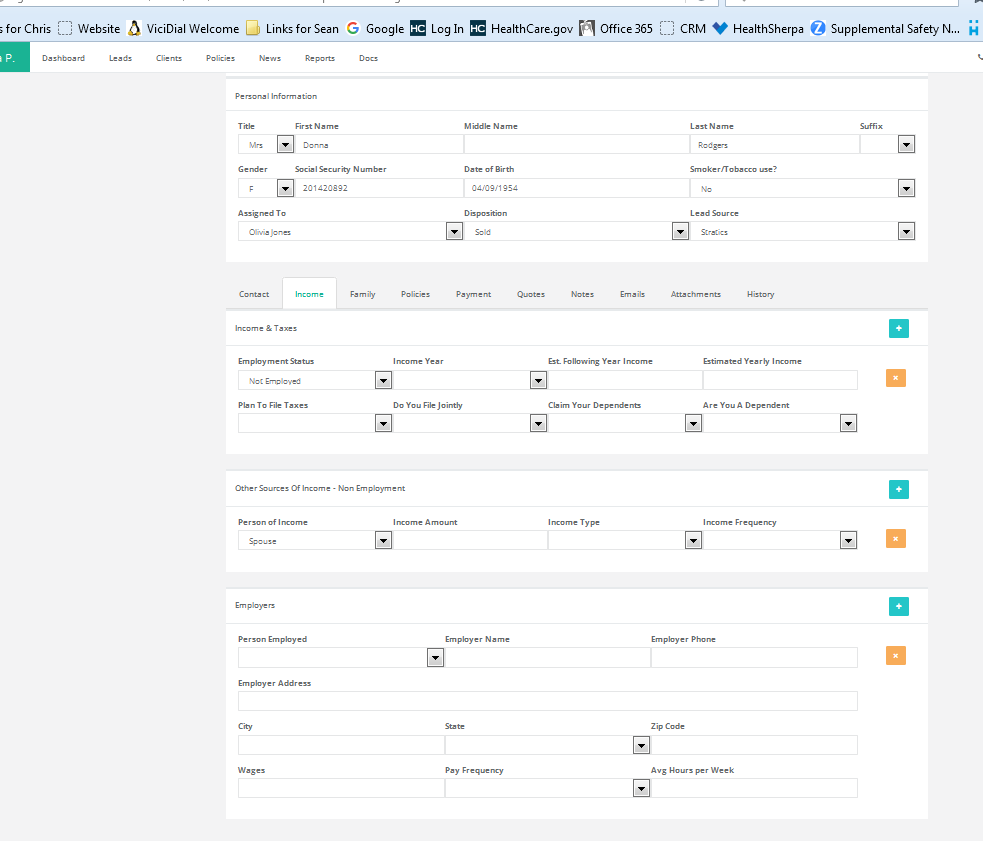 s for Chris Website ViciDial Welcome Links for Sean Google HC Log In HC HealthCare.gov Office 365 CRM HealthSherpa Supplemental Safety N...
P. Dashboard Leads Clients Policies News Reports Docs
Personal Information
Title First Name Middle Name Last Name Suffix
Mrs Donna Rodgers
Gender Social Security Number Date of Birth Smoker/Tobacco use?
F 201420892 04/09/1954 No
Assigned To Disposition Lead Source
Olivia Jones Sold Stratics
Contact Income Family Policies Payment Quotes Notes Emails Attachments History
Income & Taxes
Employment Status Income Year Est. Following Year Income Estimated Yearly Income
Not Employed
Plan To File Taxes Do You File Jointly Claim Your Dependents Are You A Dependent
Other Sources Of Income - Non Employment
Person of Income Income Amount Income Type Income Frequency
Spouse
Employers
Person Employed Employer Name Employer Phone
Employer Address
City State Zip Code
Wages Pay Frequency Avg Hours per Week